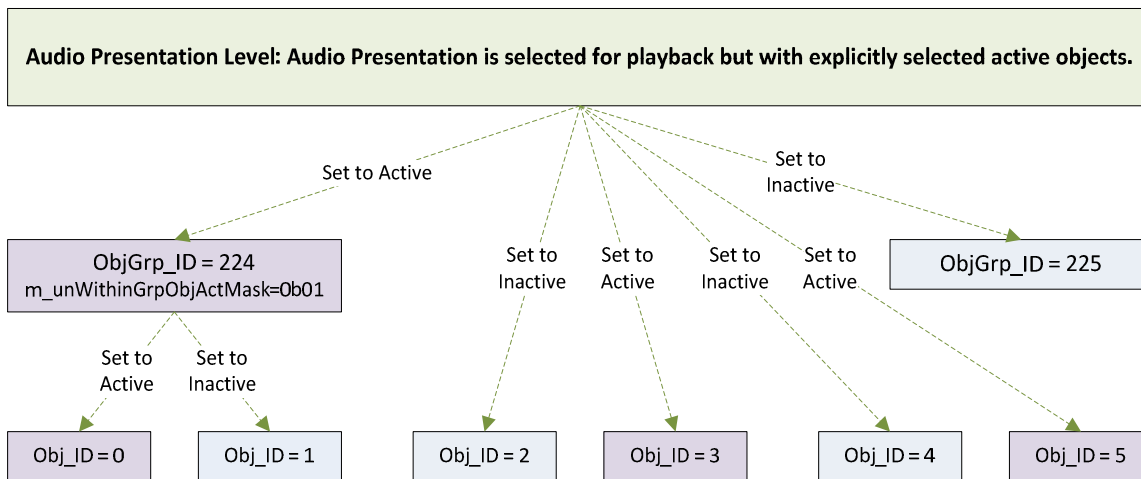 Audio Presentation Level: Audio Presentation is selected for playback but with explicitly selected active objects.
Set to Active
Set to
Inactive
ObjGrp_ID = 224
m_unWithinGrpObjActMask=0b01
Set to
Inactive
Set to
Active
Set to
Inactive
Set to
Active
ObjGrp_ID = 225
Set to
Active
Set to
Inactive
Obj_ID = 0
Obj_ID = 1
Obj_ID = 2
Obj_ID = 3
Obj_ID = 4
Obj_ID = 5